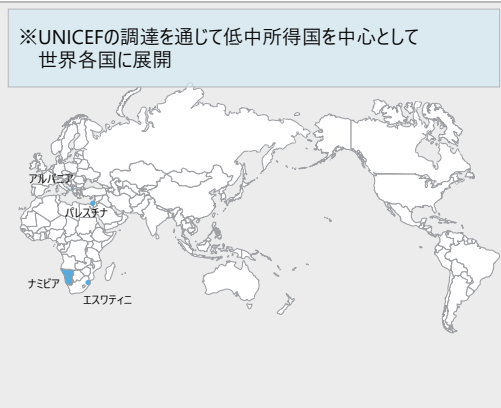 ※UNICEFの調達を通じて低中所得国を中心として
世界各国に展開
アルバニア
パレスチナ
ナミビア
エスワティニ